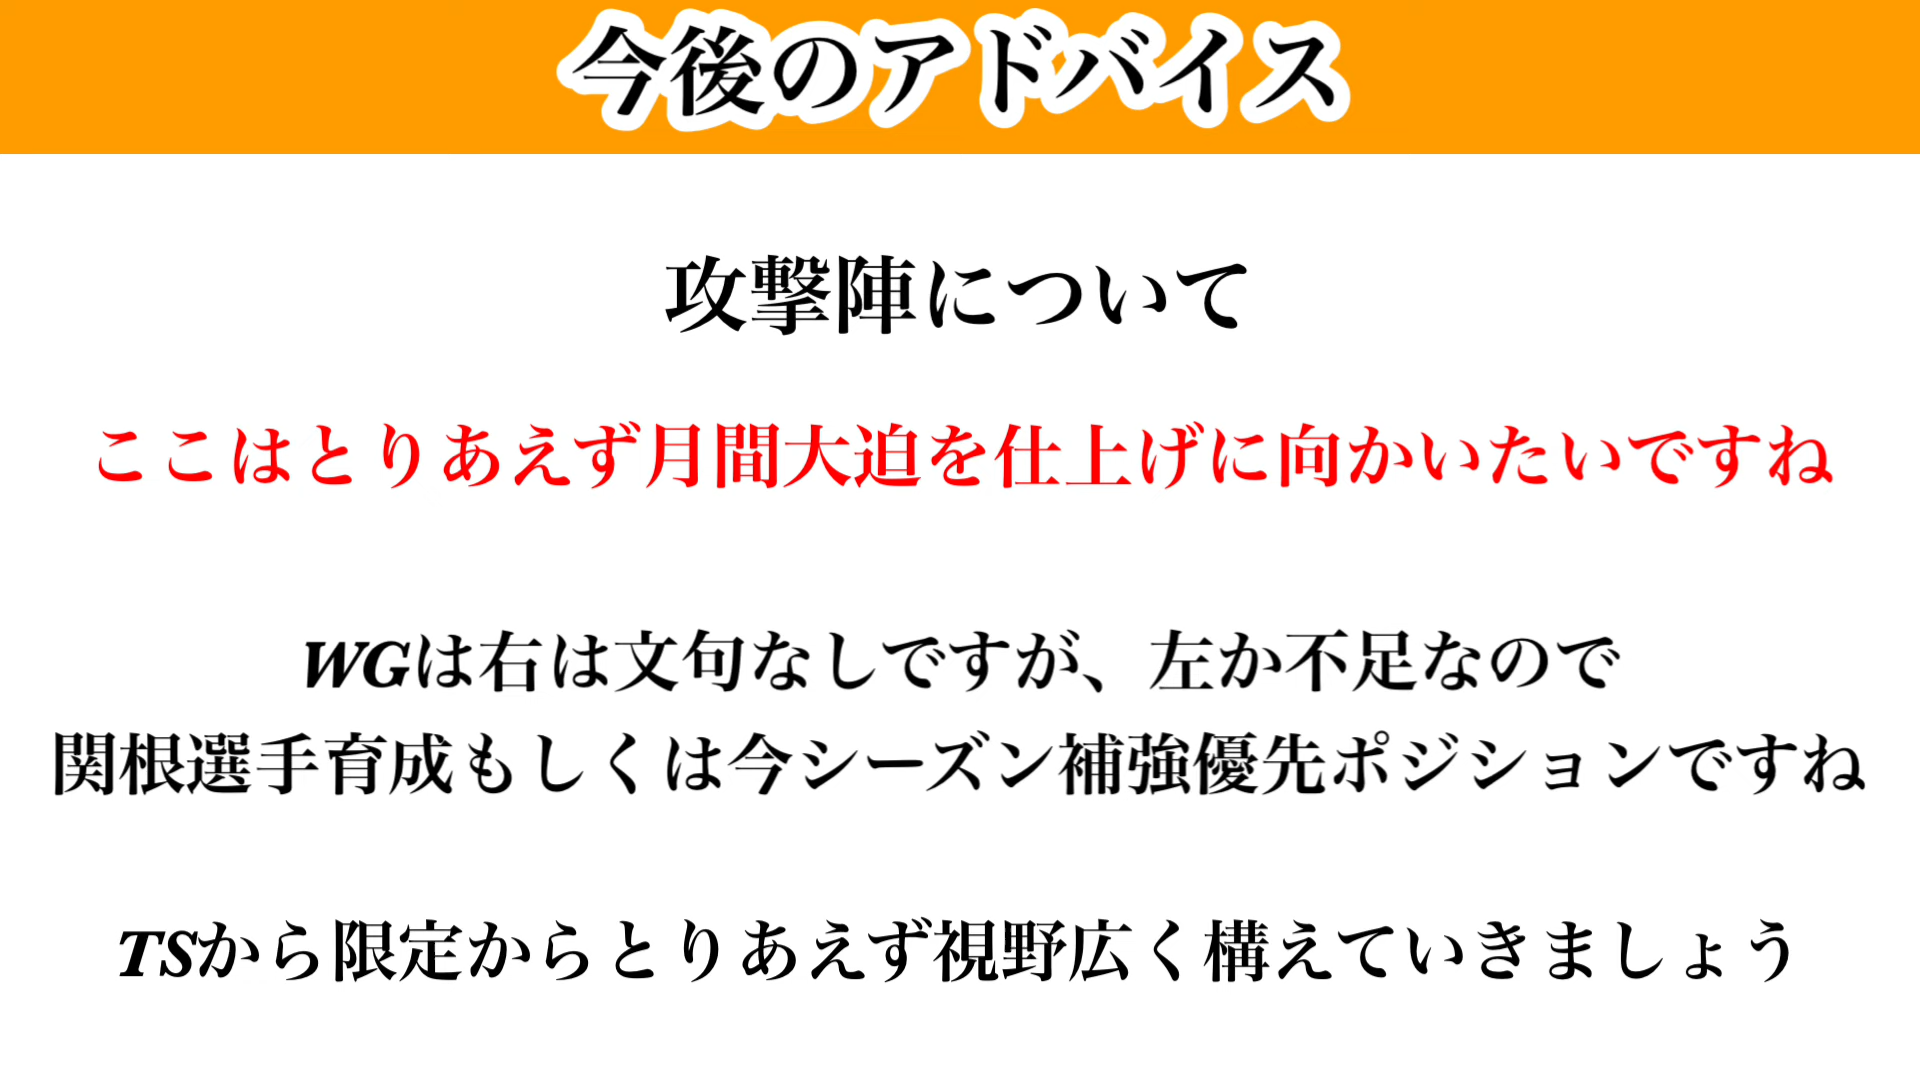 今後のアドバイス
攻撃陣について
ここはとりあえず月間大迫を仕上げに向かいたいですね
WGは右は文句なしですが、左か不足なので
関根選手育成もしくは今シーズン補強優先ポジションですね
TSから限定からとりあえず視野広く構えていきましょう